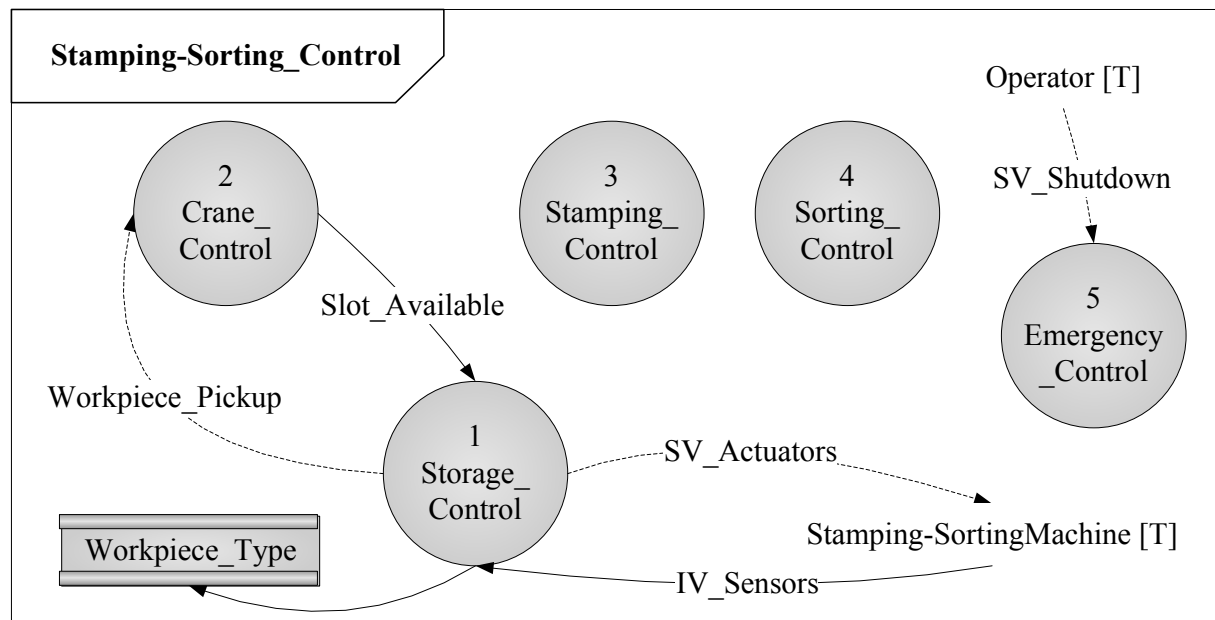 Stamping-Sorting_Control
Operator [T]
2
Crane_
Control
3
Stamping_
Control
4
Sorting_
Control
SV_Shutdown
Slot_Available
5
Emergency
_Control
Workpiece_Pickup
1
Storage_
Control
SV_Actuators
Workpiece_Type
Stamping-SortingMachine [T]
IV_Sensors